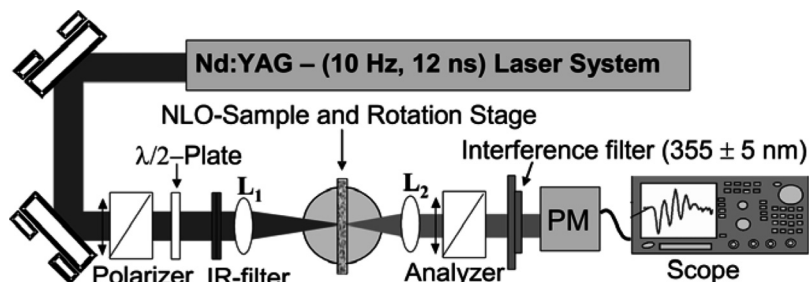 Nd:YAG – (10 Hz, 12 ns) Laser System
NLO-Sample and Rotation Stage
λ/2–Plate
Interference filter (355 ± 5 nm)
L1
L2
PM
Polarizer
IR-filter
Analyzer
Scope